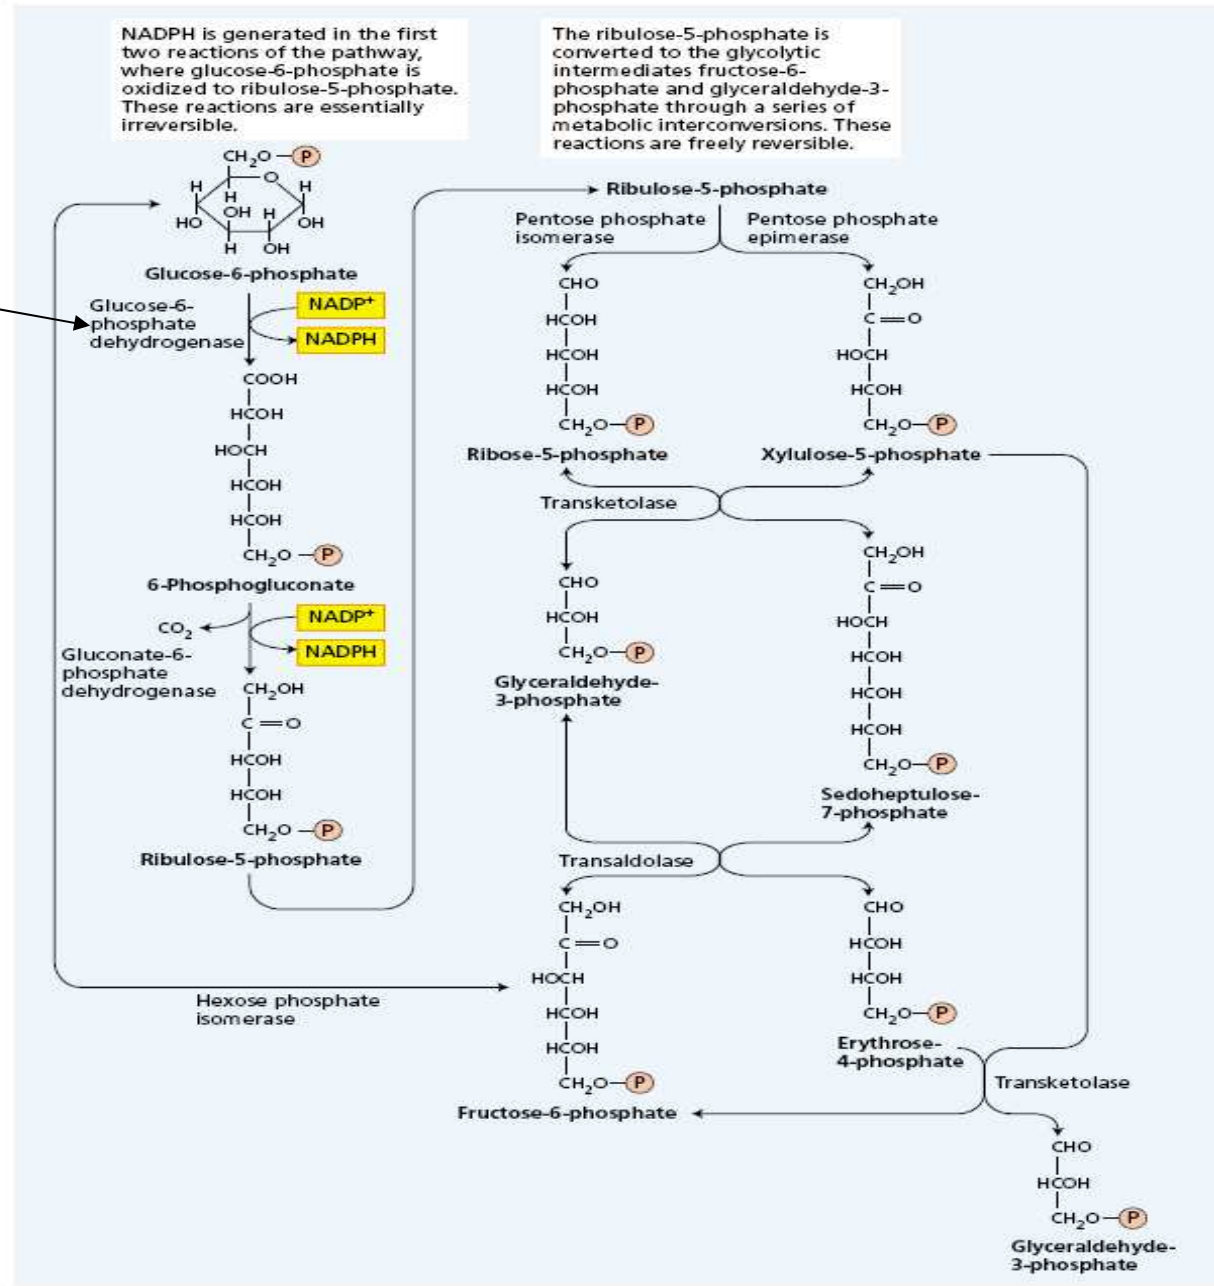 NADPH is generated in the first
two reactions of the pathway,
where glucose-6-phosphate is
oxidized to ribulose-5-phosphate.
These reactions are essentially
irreversible.
The ribulose-5-phosphate is
converted to the glycolytic
intermediates fructose-6-
phosphate and glyceraldehyde-3-
phosphate through a series of
metabolic interconversions. These
reactions are freely reversible.
CH₂O P
H O H
H
OH H
HO OH
H OH
Glucose-6-phosphate
Glucose-6-
phosphate
dehydrogenase
NADP⁺
NADPH
COOH
HCOH
HOCH
HCOH
HCOH
CH₂O P
6-Phosphogluconate
NADP⁺
CO₂
NADPH
Gluconate-6-
phosphate
dehydrogenase
CH₂OH
C=O
HCOH
HCOH
CH₂O P
Ribulose-5-phosphate
Ribulose-5-phosphate
Pentose phosphate
isomerase
Pentose phosphate
epimerase
CHO
HCOH
HCOH
HCOH
CH₂O P
Ribose-5-phosphate
CH₂OH
C=O
HOCH
HCOH
CH₂O P
Xylulose-5-phosphate
Transketolase
CHO
HCOH
CH₂O P
Glyceraldehyde-
3-phosphate
CH₂OH
C=O
HOCH
HCOH
HCOH
HCOH
CH₂O P
Sedoheptulose-
7-phosphate
Transaldolase
CH₂OH
C=O
HOCH
HCOH
HCOH
CH₂O P
Fructose-6-phosphate
CHO
HCOH
HCOH
CH₂O P
Erythrose-
4-phosphate
Hexose phosphate
isomerase
Transketolase
CHO
HCOH
CH₂O P
Glyceraldehyde-
3-phosphate